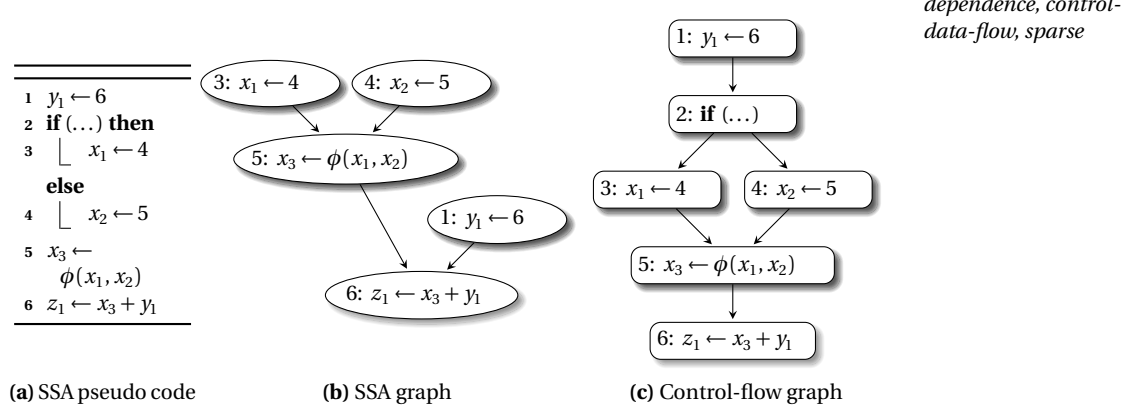 dependence, control-
data-flow, sparse
1 y₁ ← 6
2 if (...) then
3 x₁ ← 4
else
4 x₂ ← 5
5 x₃ ←
ϕ(x₁, x₂)
6 z₁ ← x₃ + y₁
(a) SSA pseudo code
3: x₁ ← 4
4: x₂ ← 5
5: x₃ ← ϕ(x₁, x₂)
1: y₁ ← 6
6: z₁ ← x₃ + y₁
(b) SSA graph
1: y₁ ← 6
2: if (...)
3: x₁ ← 4
4: x₂ ← 5
5: x₃ ← ϕ(x₁, x₂)
6: z₁ ← x₃ + y₁
(c) Control-flow graph